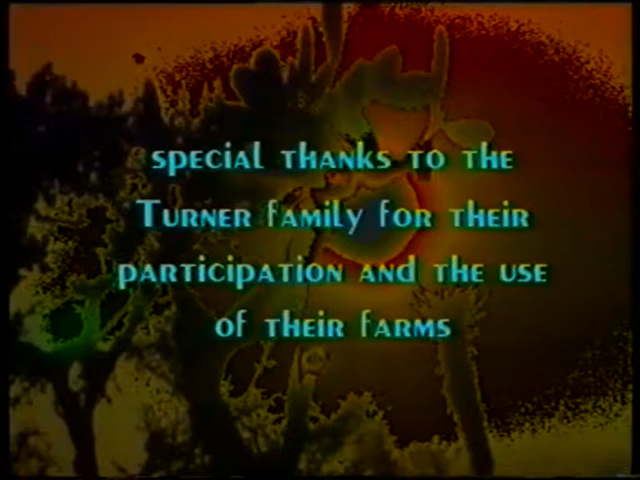 special thanks to the
Turner family for their
participation and the use
of their farms